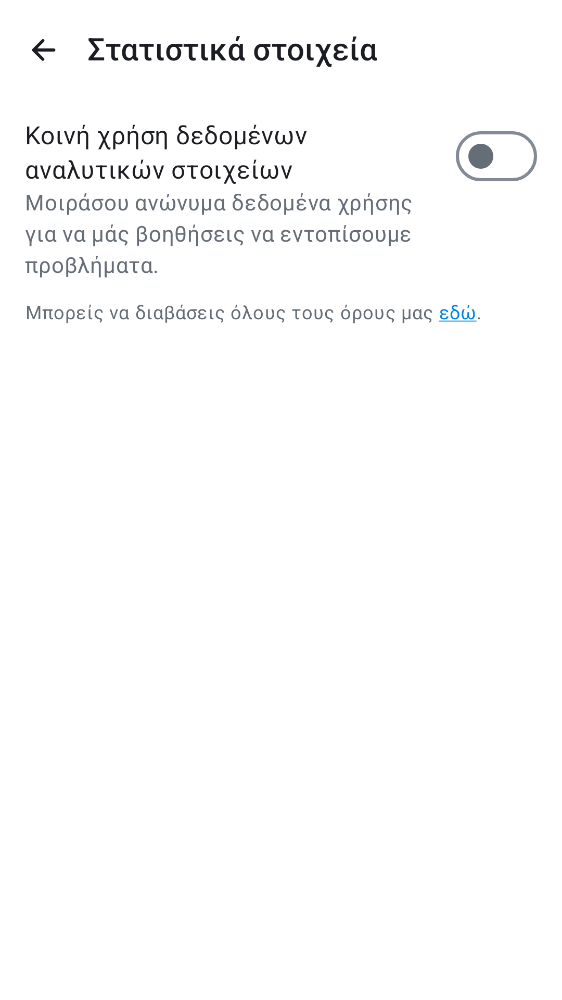 Στατιστικά στοιχεία
Κοινή χρήση δεδομένων
αναλυτικών στοιχείων
Μοιράσου ανώνυμα δεδομένα χρήσης
για να μάς βοηθήσεις να εντοπίσουμε
προβλήματα.
Μπορείς να διαβάσεις όλους τους όρους μας εδώ.